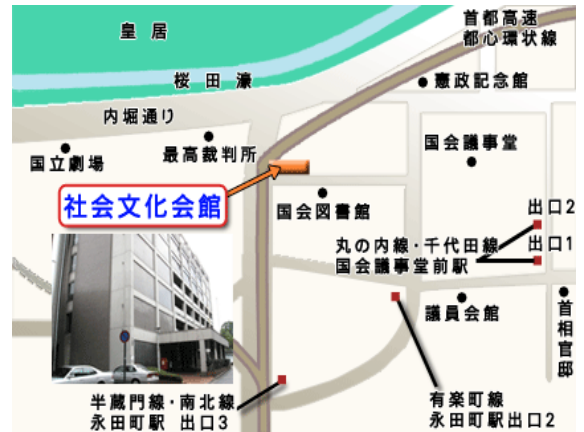 皇居
首都高速
都心環状線
桜田濠
憲政記念館
内堀通り
国立劇場
最高裁判所
国会議事堂
社会文化会館
国会図書館
出口2
丸の内線・千代田線
国会議事堂前駅
出口1
議員会館
首相官邸
半蔵門線・南北線
永田町駅 出口3
有楽町線
永田町駅出口2